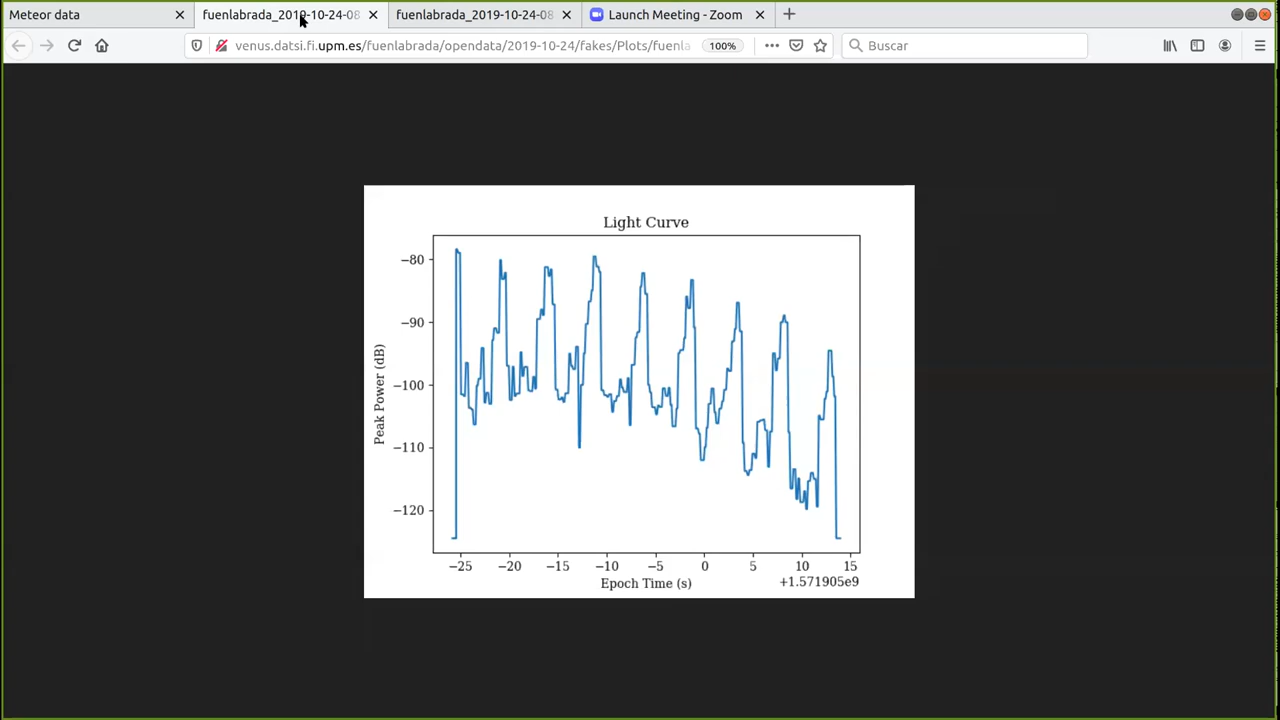 Meteor data
fuenlabrada_2019-10-24-08
fuenlabrada_2019-10-24-08
Launch Meeting - Zoom
venus.datsi.fi.upm.es/fuenlabrada/opendata/2019-10-24/fakes/Plots/fuenla
100%
Buscar
Light Curve
Peak Power (dB)
−80
−90
−100
−110
−120
−25 −20 −15 −10 −5 0 5 10 15
Epoch Time (s)
+1.571905e9